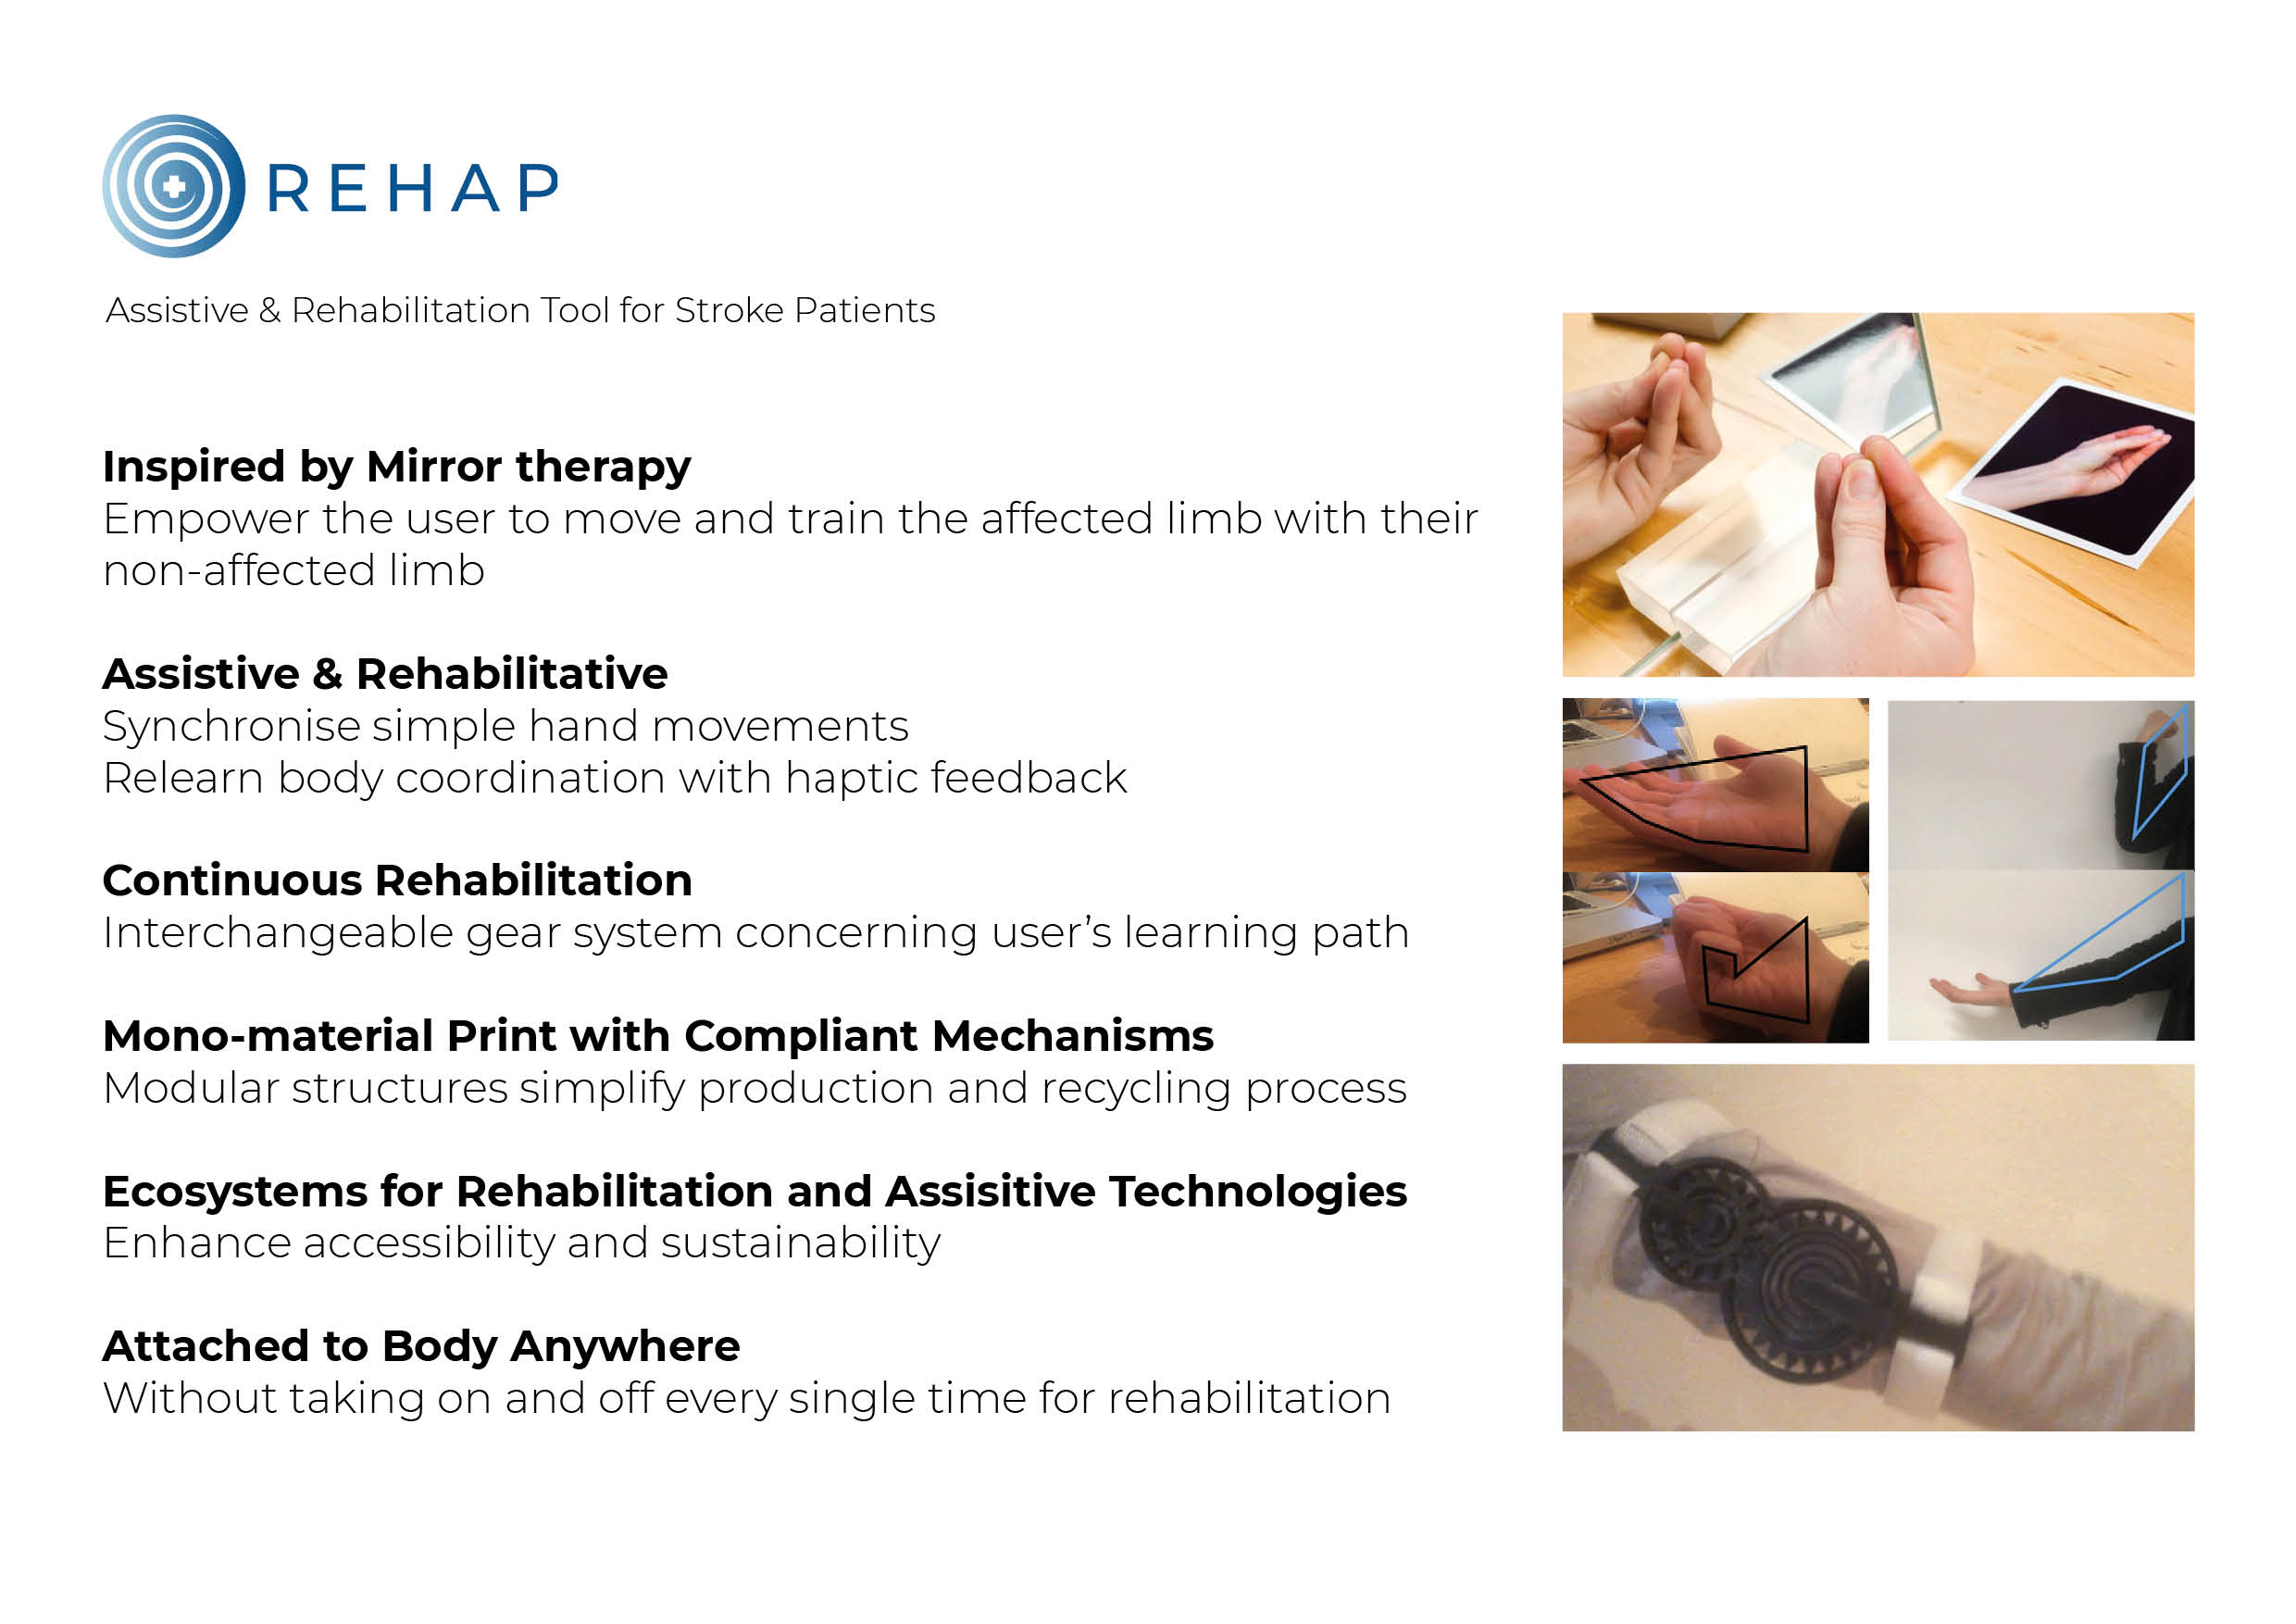 REHAP
Assistive & Rehabilitation Tool for Stroke Patients
Inspired by Mirror therapy
Empower the user to move and train the affected limb with their
non-affected limb
Assistive & Rehabilitative
Synchronise simple hand movements
Relearn body coordination with haptic feedback
Continuous Rehabilitation
Interchangeable gear system concerning user’s learning path
Mono-material Print with Compliant Mechanisms
Modular structures simplify production and recycling process
Ecosystems for Rehabilitation and Assisitive Technologies
Enhance accessibility and sustainability
Attached to Body Anywhere
Without taking on and off every single time for rehabilitation